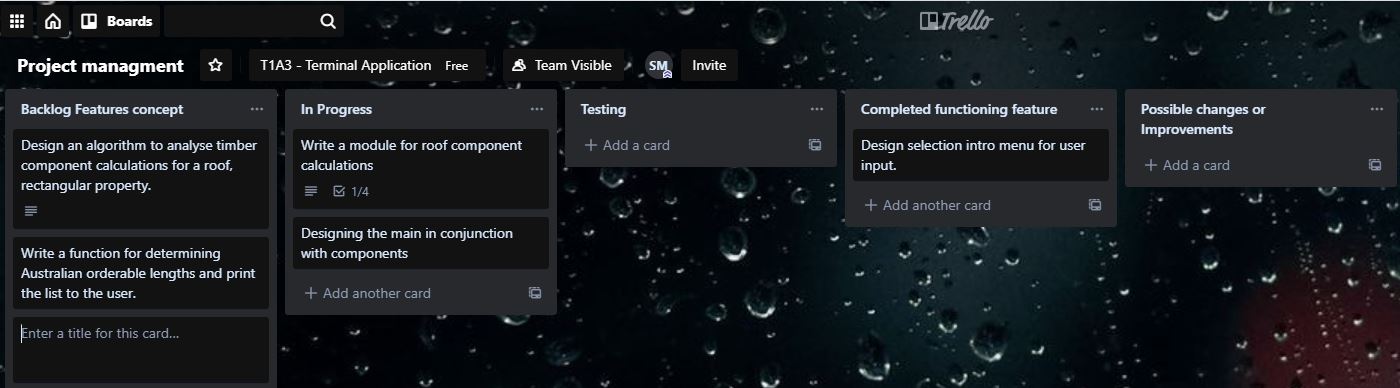 Boards
Trello
Project managment
T1A3 - Terminal Application Free
Team Visible
SM
Invite
Backlog Features concept
Design an algorithm to analyse timber
component calculations for a roof,
rectangular property.
Write a function for determining
Australian orderable lengths and print
the list to the user.
Enter a title for this card...
In Progress
Write a module for roof component
calculations
1/4
Designing the main in conjunction
with components
+ Add another card
Testing
+ Add a card
Completed functioning feature
Design selection intro menu for user
input.
+ Add another card
Possible changes or
Improvements
+ Add a card